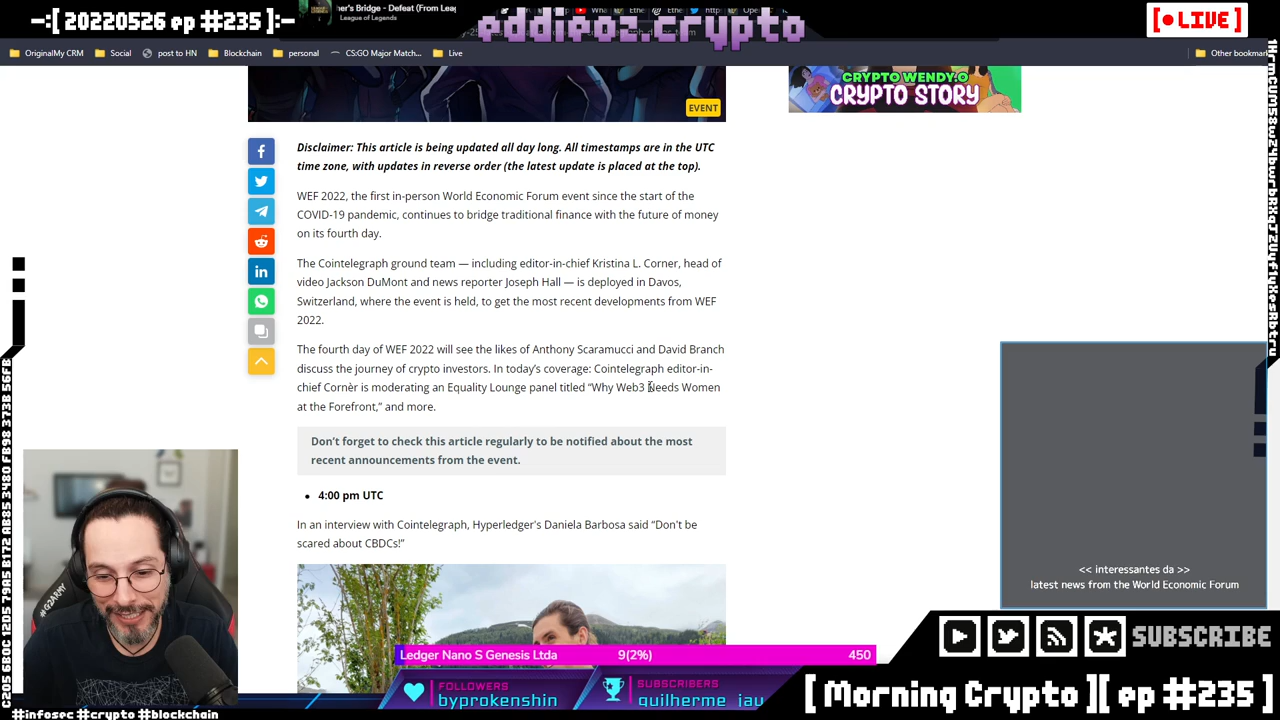 -:[ 20220526 ep #235 ]:-
ner's Bridge - Defeat (From Leag
League of Legends
eddieoz.crypto
[ LIVE ]
OriginalMy CRM
Social
post to HN
Blockchain
personal
CS:GO Major Match...
Live
Other bookmar
CRYPTO WENDY.O
CRYPTO STORY
EVENT
Disclaimer: This article is being updated all day long. All timestamps are in the UTC
time zone, with updates in reverse order (the latest update is placed at the top).
WEF 2022, the first in-person World Economic Forum event since the start of the
COVID-19 pandemic, continues to bridge traditional finance with the future of money
on its fourth day.
The Cointelegraph ground team — including editor-in-chief Kristina L. Corner, head of
video Jackson DuMont and news reporter Joseph Hall — is deployed in Davos,
Switzerland, where the event is held, to get the most recent developments from WEF
2022.
The fourth day of WEF 2022 will see the likes of Anthony Scaramucci and David Branch
discuss the journey of crypto investors. In today's coverage: Cointelegraph editor-in-
chief Corner is moderating an Equality Lounge panel titled “Why Web3 Needs Women
at the Forefront,” and more.
Don't forget to check this article regularly to be notified about the most
recent announcements from the event.
4:00 pm UTC
In an interview with Cointelegraph, Hyperledger's Daniela Barbosa said “Don't be
scared about CBDCs!”
#G2ARMY
<< interessantes da >>
latest news from the World Economic Forum
SUBSCRIBE
Ledger Nano S Genesis Ltda
9(2%)
450
FOLLOWERS
byprokenshin
SUBSCRIBERS
guilherme_jau
[ Morning Crypto ][ ep #235 ]
#infosec #crypto #blockchain